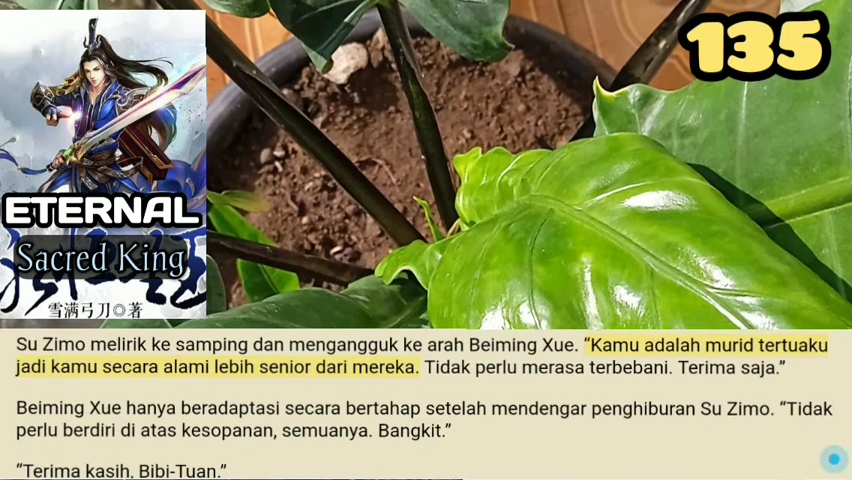 135
ETERNAL
Sacred King
雪满弓刀◎著
Su Zimo melirik ke samping dan mengangguk ke arah Beiming Xue. “Kamu adalah murid tertuaku
jadi kamu secara alami lebih senior dari mereka. Tidak perlu merasa terbebani. Terima saja.”
Beiming Xue hanya beradaptasi secara bertahap setelah mendengar penghiburan Su Zimo. “Tidak
perlu berdiri di atas kesopanan, semuanya. Bangkit.”
“Terima kasih, Bibi-Tuan.”